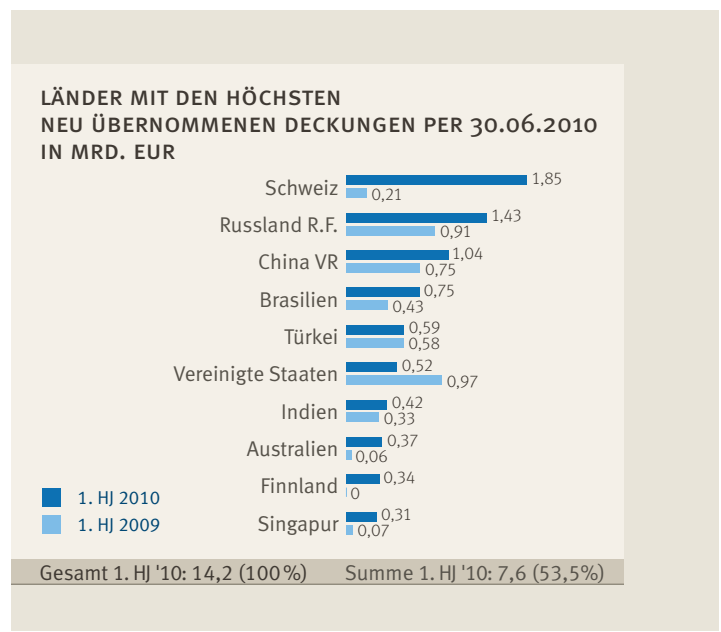 LÄNDER MIT DEN HÖCHSTEN
NEU ÜBERNOMMENEN DECKUNGEN PER 30.06.2010
IN MRD. EUR
Schweiz 1,85
0,21
Russland R.F. 1,43
0,91
China VR 1,04
0,75
Brasilien 0,75
0,43
Türkei 0,59
0,58
Vereinigte Staaten 0,52
0,97
Indien 0,42
0,33
Australien 0,37
0,06
Finnland 0,34
0
Singapur 0,31
0,07
1. HJ 2010
1. HJ 2009
Gesamt 1. HJ '10: 14,2 (100%) Summe 1. HJ '10: 7,6 (53,5%)